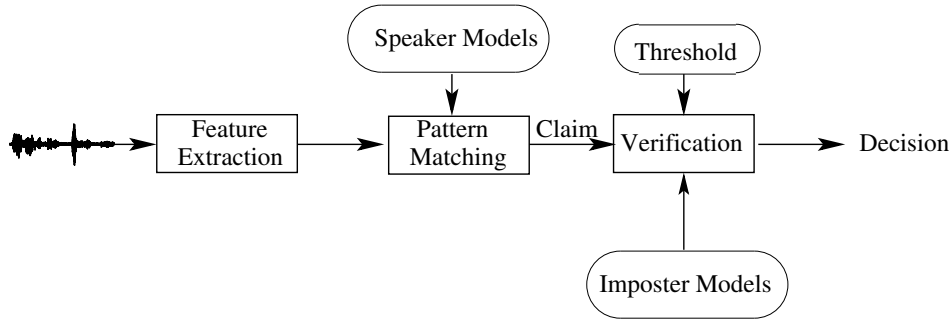 Speaker Models
Threshold
Feature
Extraction
Pattern
Matching
Claim
Verification
Decision
Imposter Models